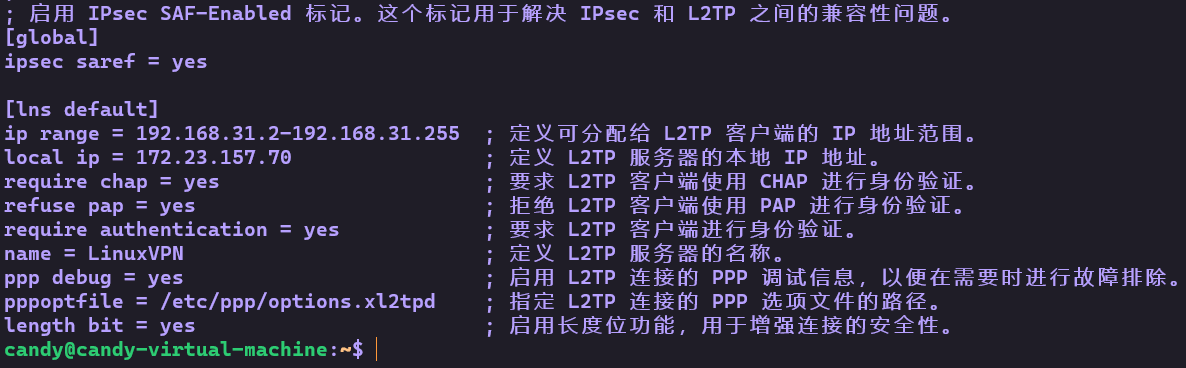 ; 启用 IPsec SAF-Enabled 标记。这个标记用于解决 IPsec 和 L2TP 之间的兼容性问题。
[global]
ipsec saref = yes
[lns default]
ip range = 192.168.31.2-192.168.31.255  ; 定义可分配给 L2TP 客户端的 IP 地址范围。
local ip = 172.23.157.70                ; 定义 L2TP 服务器的本地 IP 地址。
require chap = yes                      ; 要求 L2TP 客户端使用 CHAP 进行身份验证。
refuse pap = yes                        ; 拒绝 L2TP 客户端使用 PAP 进行身份验证。
require authentication = yes            ; 要求 L2TP 客户端进行身份验证。
name = LinuxVPN                         ; 定义 L2TP 服务器的名称。
ppp debug = yes                         ; 启用 L2TP 连接的 PPP 调试信息，以便在需要时进行故障排除。
pppoptfile = /etc/ppp/options.xl2tpd    ; 指定 L2TP 连接的 PPP 选项文件的路径。
length bit = yes                        ; 启用长度位功能，用于增强连接的安全性。
candy@candy-virtual-machine:~$